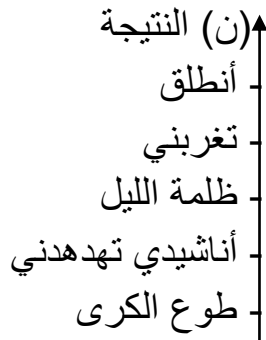 (ن) النتيجة
- أنطلق
- تغربني
- ظلمة الليل
- أناشيدي تهدهدني
- طوع الكرى